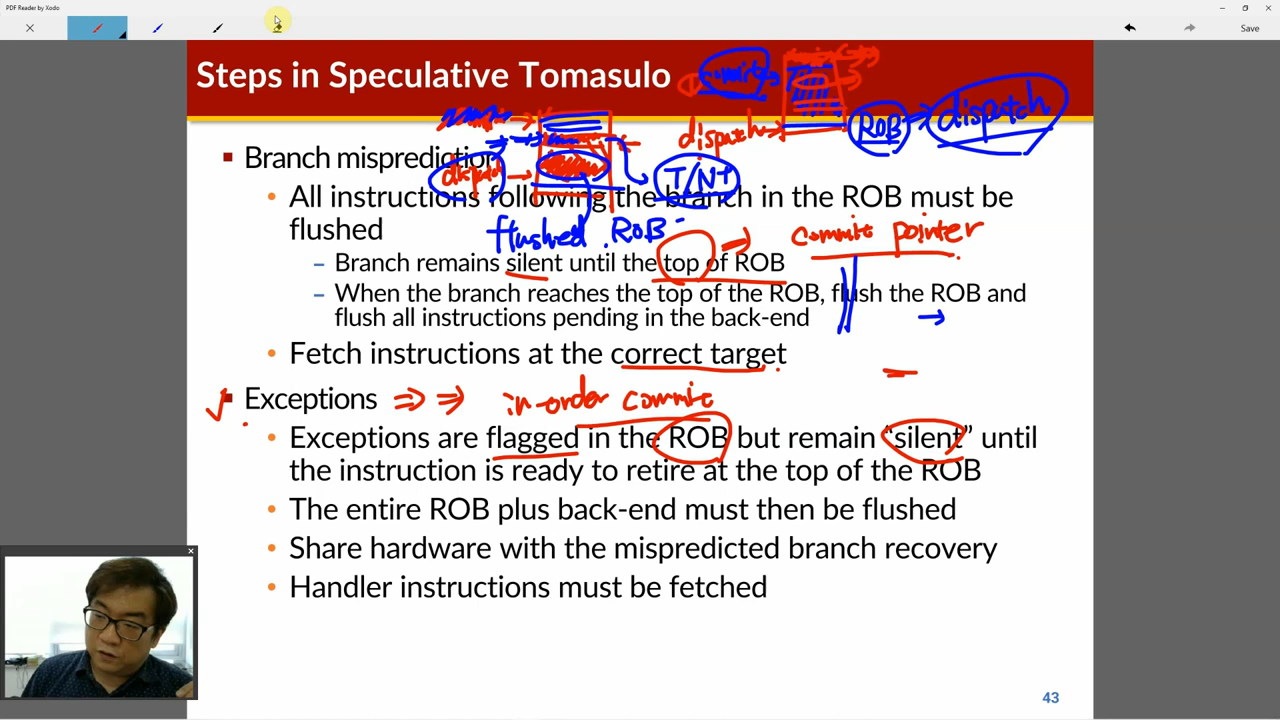 PDF Reader by Xodo
Save
Steps in Speculative Tomasulo
commit
dispatch
ROB
dispatch
Branch misprediction
dispatch
T/NT
All instructions following the branch in the ROB must be
flushed
flushed ROB
commit pointer
Branch remains silent until the top of ROB
When the branch reaches the top of the ROB, flush the ROB and
flush all instructions pending in the back-end
Fetch instructions at the correct target
Exceptions
in-order commit
Exceptions are flagged in the ROB but remain “silent” until
the instruction is ready to retire at the top of the ROB
The entire ROB plus back-end must then be flushed
Share hardware with the mispredicted branch recovery
Handler instructions must be fetched
43